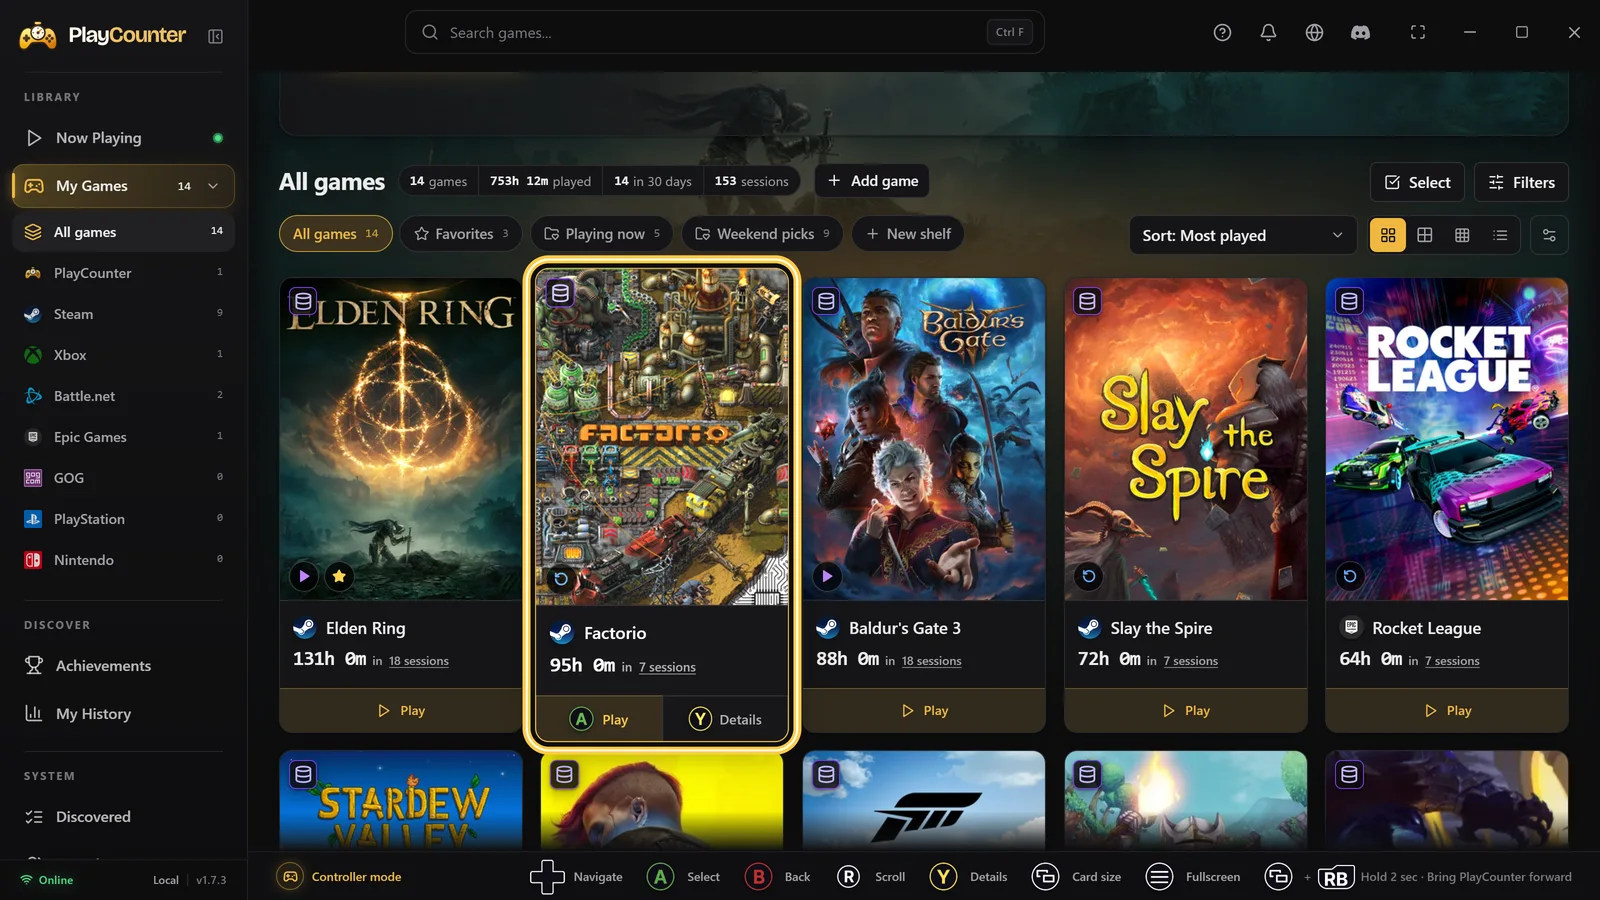 PlayCounter
Search games...
Ctrl F
LIBRARY
Now Playing
My Games 14
All games 14
PlayCounter 1
Steam 9
Xbox 1
Battle.net 2
Epic Games 1
GOG 0
PlayStation 0
Nintendo 0
DISCOVER
Achievements
My History
SYSTEM
Discovered
Online
Local v1.7.3
All games
14 games
753h 12m played
14 in 30 days
153 sessions
+ Add game
Select
Filters
All games 14
Favorites 3
Playing now 5
Weekend picks 9
+ New shelf
Sort: Most played
ELDEN RING
FACTORIO
Baldur's Gate
Slay the Spire
ROCKET LEAGUE
Elden Ring
131h 0m in 18 sessions
Play
Factorio
95h 0m in 7 sessions
A Play
Y Details
Baldur's Gate 3
88h 0m in 18 sessions
Play
Slay the Spire
72h 0m in 7 sessions
Play
Rocket League
64h 0m in 7 sessions
Play
STARDEW VALLEY
Controller mode
Navigate
A Select
B Back
R Scroll
Y Details
Card size
Fullscreen
+ RB Hold 2 sec · Bring PlayCounter forward